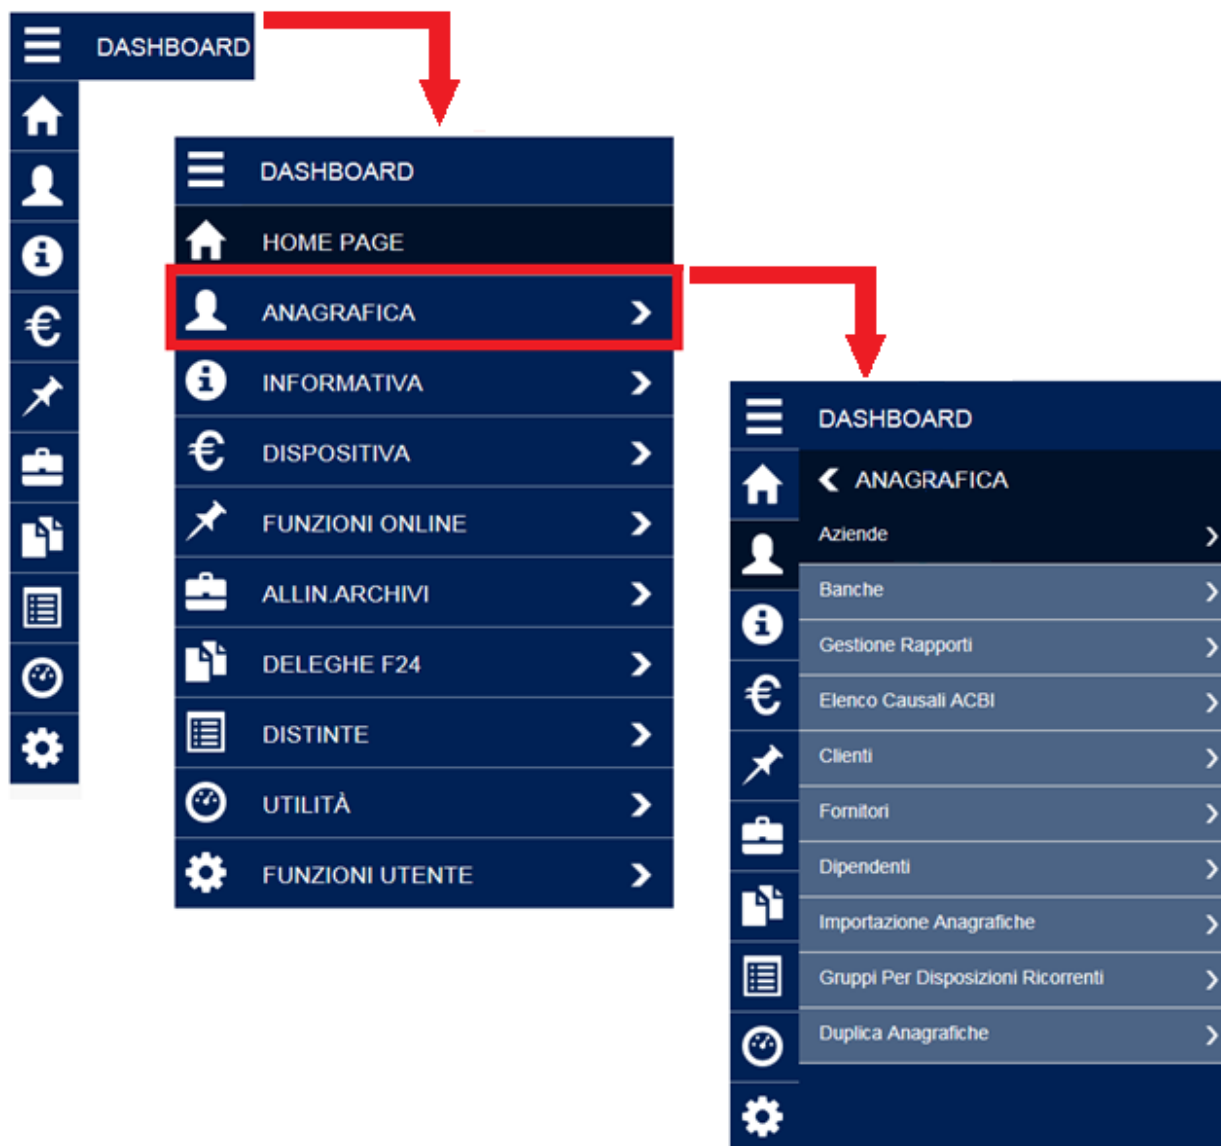 DASHBOARD
DASHBOARD
HOME PAGE
ANAGRAFICA
INFORMATIVA
DISPOSITIVA
FUNZIONI ONLINE
ALLIN.ARCHIVI
DELEGHE F24
DISTINTE
UTILITÀ
FUNZIONI UTENTE
DASHBOARD
ANAGRAFICA
Aziende
Banche
Gestione Rapporti
Elenco Causali ACBI
Clienti
Fornitori
Dipendenti
Importazione Anagrafiche
Gruppi Per Disposizioni Ricorrenti
Duplica Anagrafiche